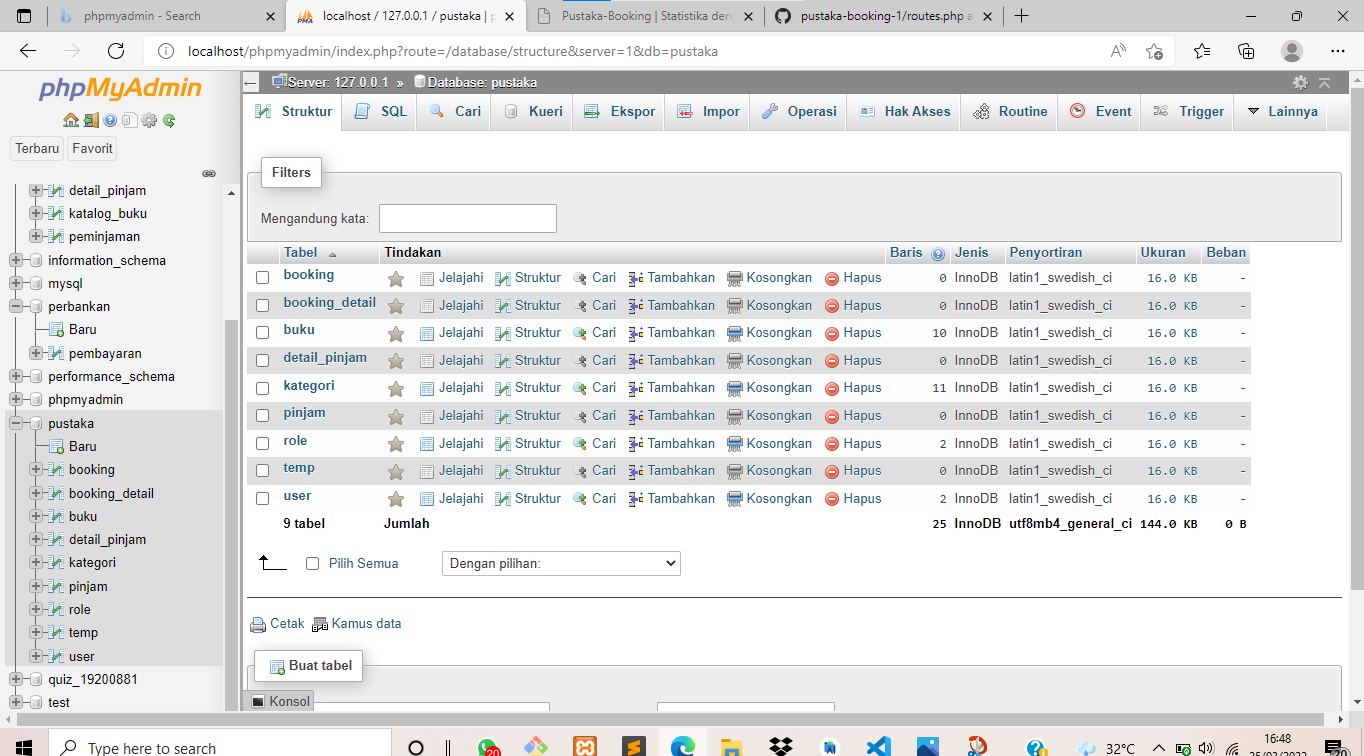 phpmyadmin - Search
localhost / 127.0.0.1 / pustaka | p
Pustaka-Booking | Statistika den
pustaka-booking-1/routes.php a
localhost/phpmyadmin/index.php?route=/database/structure&server=1&db=pustaka
phpMyAdmin
Terbaru Favorit
detail_pinjam
katalog_buku
peminjaman
information_schema
mysql
perbankan
Baru
pembayaran
performance_schema
phpmyadmin
pustaka
Baru
booking
booking_detail
buku
detail_pinjam
kategori
pinjam
role
temp
user
quiz_19200881
test
Server: 127.0.0.1 » Database: pustaka
Struktur SQL Cari Kueri Ekspor Impor Operasi Hak Akses Routine Event Trigger Lainnya
Filters
Mengandung kata:
Tabel Tindakan Baris Jenis Penyortiran Ukuran Beban
booking Jelajahi Struktur Cari Tambahkan Kosongkan Hapus 0 InnoDB latin1_swedish_ci 16.0 KB -
booking_detail Jelajahi Struktur Cari Tambahkan Kosongkan Hapus 0 InnoDB latin1_swedish_ci 16.0 KB -
buku Jelajahi Struktur Cari Tambahkan Kosongkan Hapus 10 InnoDB latin1_swedish_ci 16.0 KB -
detail_pinjam Jelajahi Struktur Cari Tambahkan Kosongkan Hapus 0 InnoDB latin1_swedish_ci 16.0 KB -
kategori Jelajahi Struktur Cari Tambahkan Kosongkan Hapus 11 InnoDB latin1_swedish_ci 16.0 KB -
pinjam Jelajahi Struktur Cari Tambahkan Kosongkan Hapus 0 InnoDB latin1_swedish_ci 16.0 KB -
role Jelajahi Struktur Cari Tambahkan Kosongkan Hapus 2 InnoDB latin1_swedish_ci 16.0 KB -
temp Jelajahi Struktur Cari Tambahkan Kosongkan Hapus 0 InnoDB latin1_swedish_ci 16.0 KB -
user Jelajahi Struktur Cari Tambahkan Kosongkan Hapus 2 InnoDB latin1_swedish_ci 16.0 KB -
9 tabel Jumlah 25 InnoDB utf8mb4_general_ci 144.0 KB 0 B
Pilih Semua Dengan pilihan:
Cetak Kamus data
Buat tabel
Konsol
Type here to search
20
32°C
16:48
20